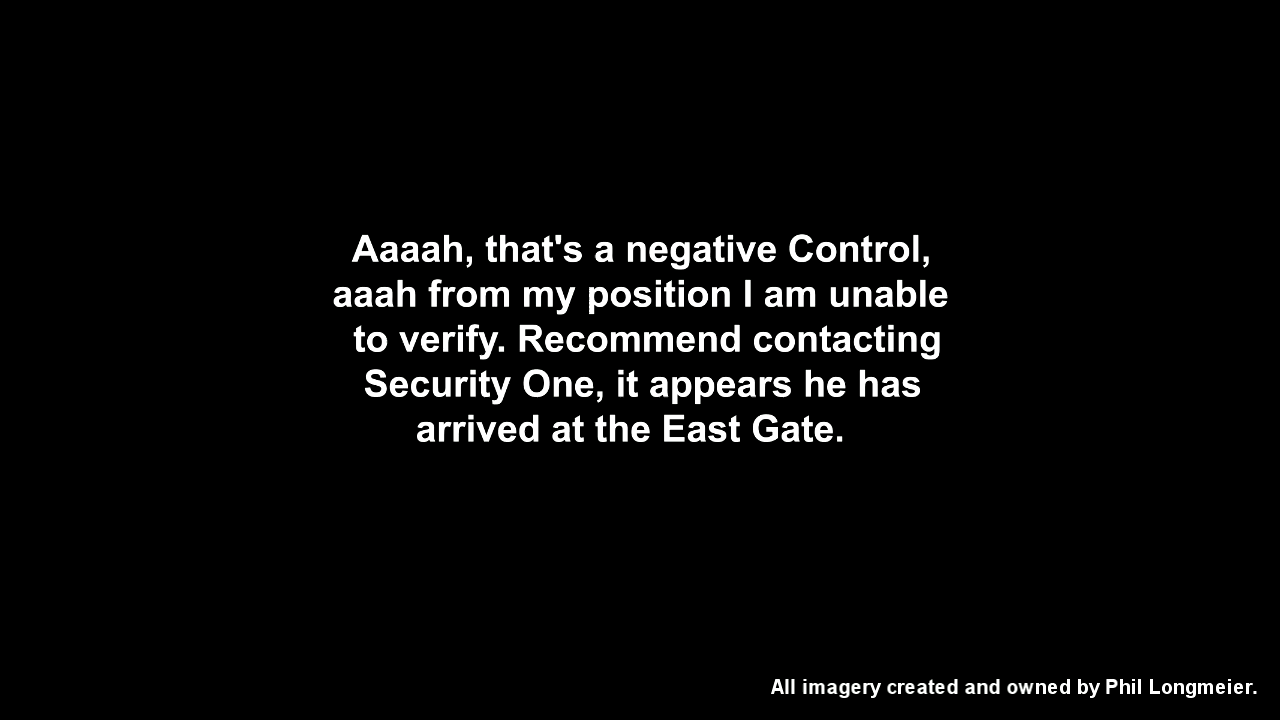 Aaaah, that's a negative Control,
aaah from my position I am unable
to verify. Recommend contacting
Security One, it appears he has
arrived at the East Gate.
All imagery created and owned by Phil Longmeier.